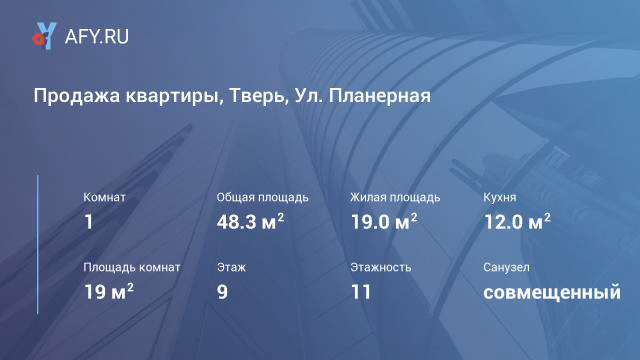 AFY.RU
Продажа квартиры, Тверь, Ул. Планерная
Комнат
1
Общая площадь
48.3 м²
Жилая площадь
19.0 м²
Кухня
12.0 м²
Площадь комнат
19 м²
Этаж
9
Этажность
11
Санузел
совмещенный